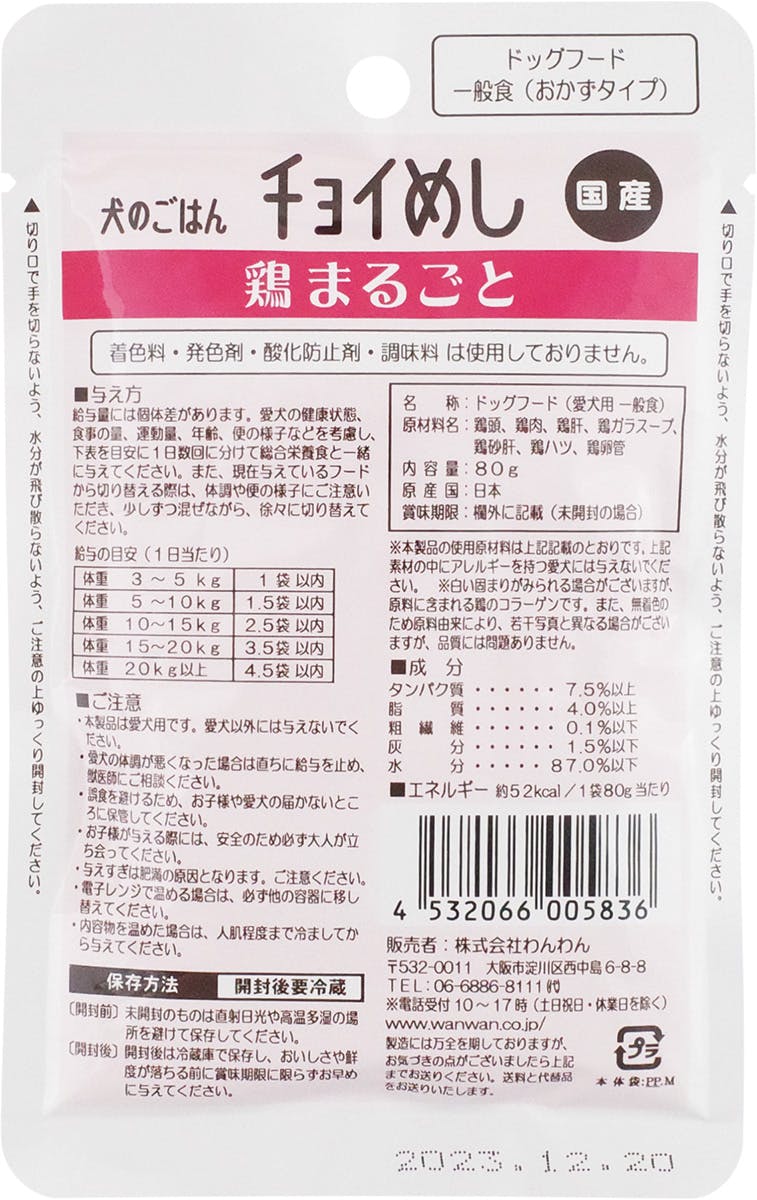 ドッグフード
一般食（おかずタイプ）
犬のごはん チョイめし 国産
鶏まるごと
着色料・発色剤・酸化防止剤・調味料 は使用しておりません。
▲切り口で手を切らないよう、水分が飛び散らないよう、ご注意の上ゆっくり開封してください。
■与え方
給与量には個体差があります。愛犬の健康状態、
食事の量、運動量、年齢、便の様子などを考慮し、
下表を目安に1日数回に分けて総合栄養食と一緒
に与えてください。また、現在与えているフード
から切り替える際は、体調や便の様子にご注意い
ただき、少しずつ混ぜながら、徐々に切り替えて
ください。
給与の目安（1日当たり）
体重 3～5kg 1袋 以内
体重 5～10kg 1.5袋 以内
体重 10～15kg 2.5袋 以内
体重 15～20kg 3.5袋 以内
体重 20kg以上 4.5袋 以内
■ご注意
・本製品は愛犬用です。愛犬以外には与えないでく
ださい。
・愛犬の体調が悪くなった場合は直ちに給与を止め、
獣医師にご相談ください。
・誤食を避けるため、お子様や愛犬の届かないとこ
ろに保管してください。
・お子様が与える際には、安全のため必ず大人が立
ち会ってください。
・与えすぎは肥満の原因となります。ご注意ください。
・電子レンジで温める場合は、必ず他の容器に移し
替えてください。
・内容物を温めた場合は、人肌程度まで冷ましてか
ら与えてください。
保存方法 開封後要冷蔵
〔開封前〕未開封のものは直射日光や高温多湿の場
所を避けて保存してください。
〔開封後〕開封後は冷蔵庫で保存し、おいしさや鮮
度が落ちる前に賞味期限に限らずお早め
に与えてください。
名 称：ドッグフード（愛犬用 一般食）
原材料名：鶏頭、鶏肉、鶏肝、鶏ガラスープ、
鶏砂肝、鶏ハツ、鶏卵管
内容量：80g
原産国：日本
賞味期限：欄外に記載（未開封の場合）
※本製品の使用原材料は上記記載のとおりです。上記
素材の中にアレルギーを持つ愛犬には与えないでくだ
さい。 ※白い固まりがみられる場合がございますが、
原料に含まれる鶏のコラーゲンです。また、無着色の
ため原料由来により、若干写真と異なる場合がござい
ますが、品質には問題ありません。
■成 分
タンパク質・・・・・・7.5%以上
脂 質・・・・・・4.0%以上
粗 繊 維・・・・・・0.1%以下
灰 分・・・・・・1.5%以下
水 分・・・・・・87.0%以下
■エネルギー 約52kcal／1袋80g当たり
4 532066 005836
販売者：株式会社わんわん
〒532-0011 大阪市淀川区西中島6-8-8
TEL：06-6886-8111㈹
※電話受付10～17時（土日祝日・休業日を除く）
www.wanwan.co.jp/
製造には万全を期しておりますが、
お気づきの点がございましたら上記
までお送りください。送料と代替品
をお送りいたします。
プラ
本体袋:PP.M
▲切り口で手を切らないよう、水分が飛び散らないよう、ご注意の上ゆっくり開封してください。
2023.12.20